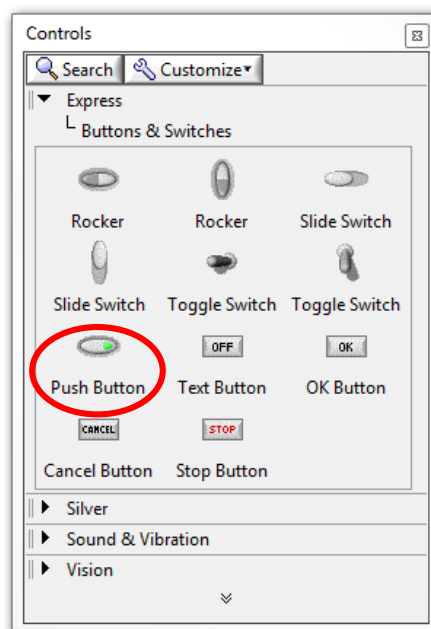 Controls
Search Customize
Express
Buttons & Switches
Rocker Rocker Slide Switch
Slide Switch Toggle Switch Toggle Switch
OFF OK
Push Button Text Button OK Button
CANCEL STOP
Cancel Button Stop Button
Silver
Sound & Vibration
Vision